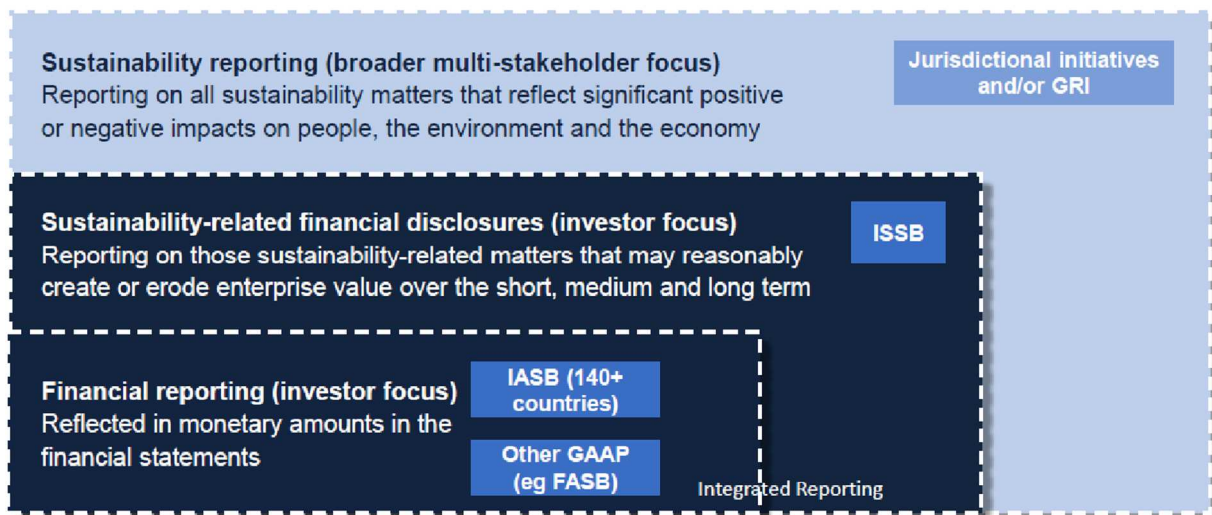 Sustainability reporting (broader multi-stakeholder focus)
Reporting on all sustainability matters that reflect significant positive
or negative impacts on people, the environment and the economy
Jurisdictional initiatives
and/or GRI
Sustainability-related financial disclosures (investor focus)
Reporting on those sustainability-related matters that may reasonably
create or erode enterprise value over the short, medium and long term
ISSB
Financial reporting (investor focus)
Reflected in monetary amounts in the
financial statements
IASB (140+
countries)
Other GAAP
(eg FASB)
Integrated Reporting